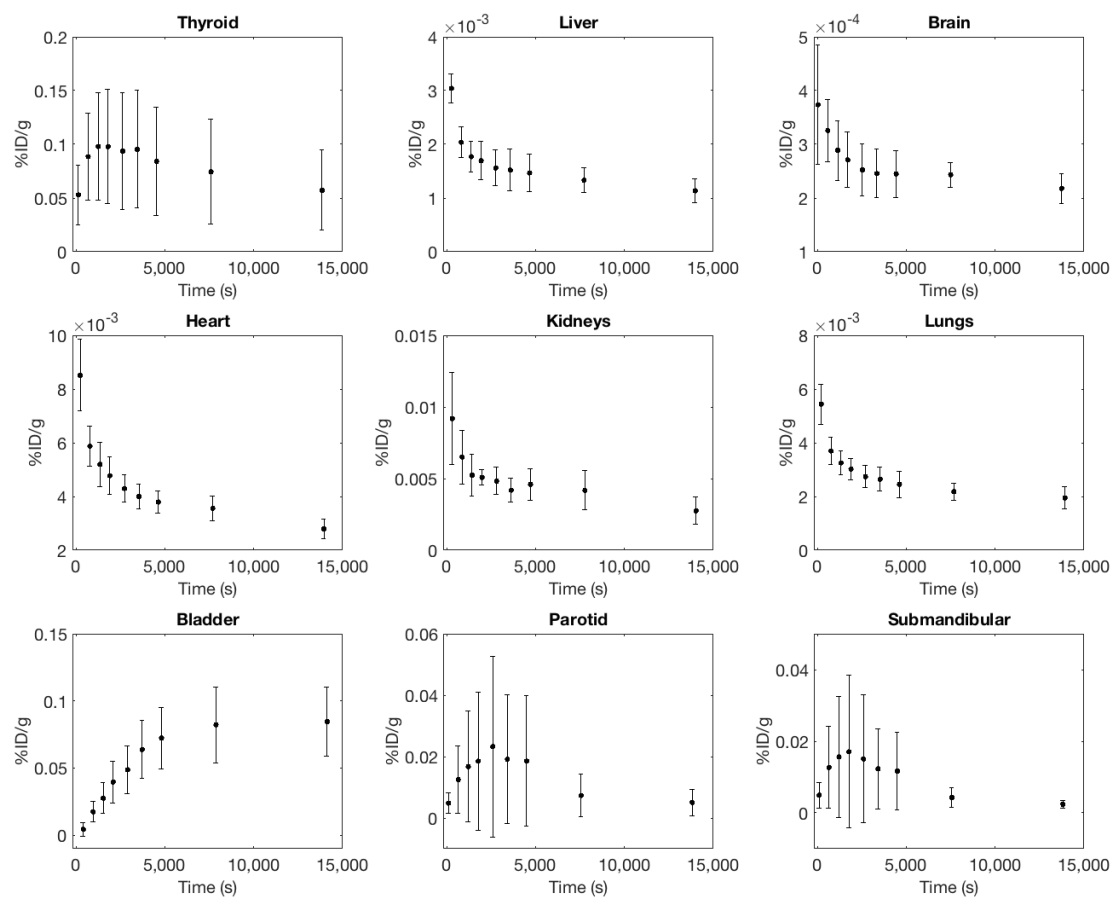 Thyroid
0.2
0.15
0.1
0.05
0
%ID/g
0 5,000 10,000 15,000
Time (s)
Liver
×10⁻³
4
3
2
1
0
%ID/g
0 5,000 10,000 15,000
Time (s)
Brain
×10⁻⁴
5
4
3
2
1
%ID/g
0 5,000 10,000 15,000
Time (s)
Heart
×10⁻³
10
8
6
4
2
%ID/g
0 5,000 10,000 15,000
Time (s)
Kidneys
0.015
0.01
0.005
0
%ID/g
0 5,000 10,000 15,000
Time (s)
Lungs
×10⁻³
8
6
4
2
0
%ID/g
0 5,000 10,000 15,000
Time (s)
Bladder
0.15
0.1
0.05
0
%ID/g
0 5,000 10,000 15,000
Time (s)
Parotid
0.06
0.04
0.02
0
%ID/g
0 5,000 10,000 15,000
Time (s)
Submandibular
0.04
0.02
0
%ID/g
0 5,000 10,000 15,000
Time (s)